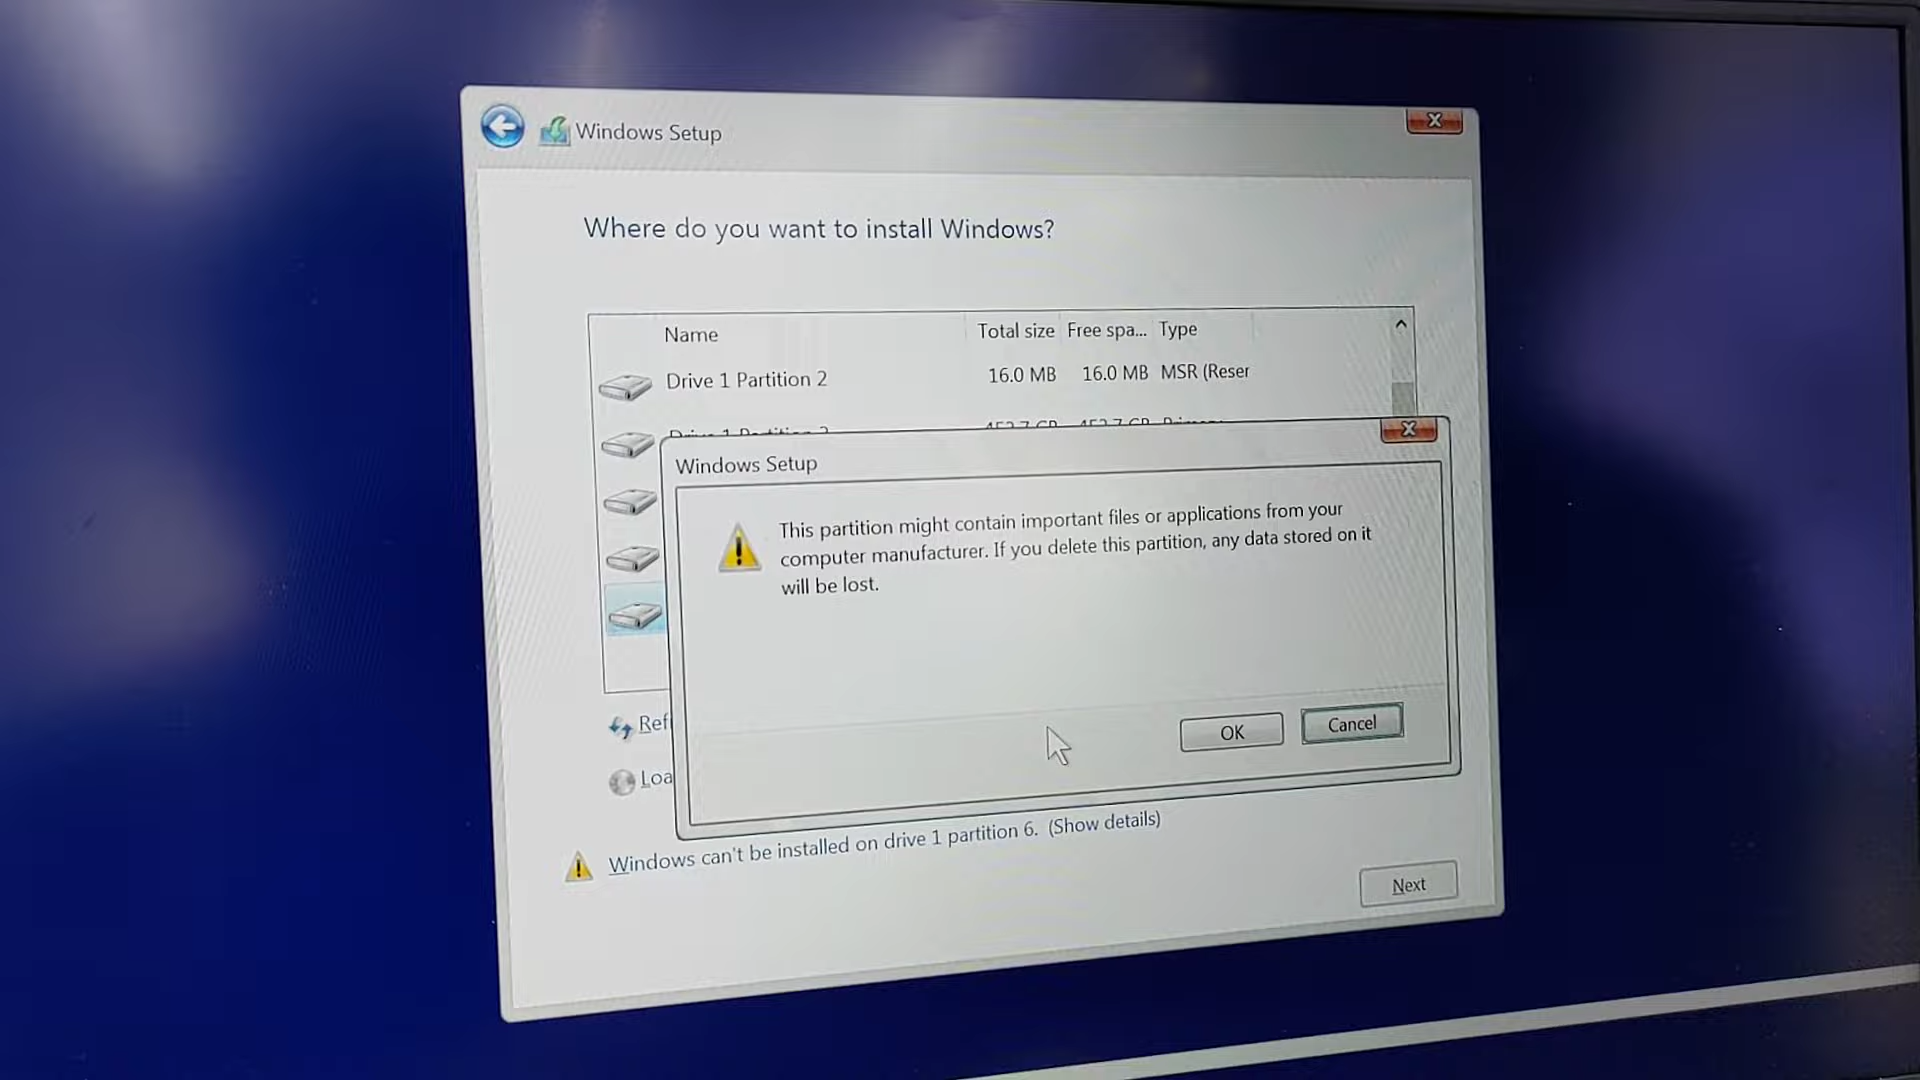 Windows Setup
Where do you want to install Windows?
Name Total size Free spa... Type
Drive 1 Partition 2 16.0 MB 16.0 MB MSR (Reser
Windows Setup
This partition might contain important files or applications from your
computer manufacturer. If you delete this partition, any data stored on it
will be lost.
OK Cancel
Ref
Loa
Windows can't be installed on drive 1 partition 6. (Show details)
Next